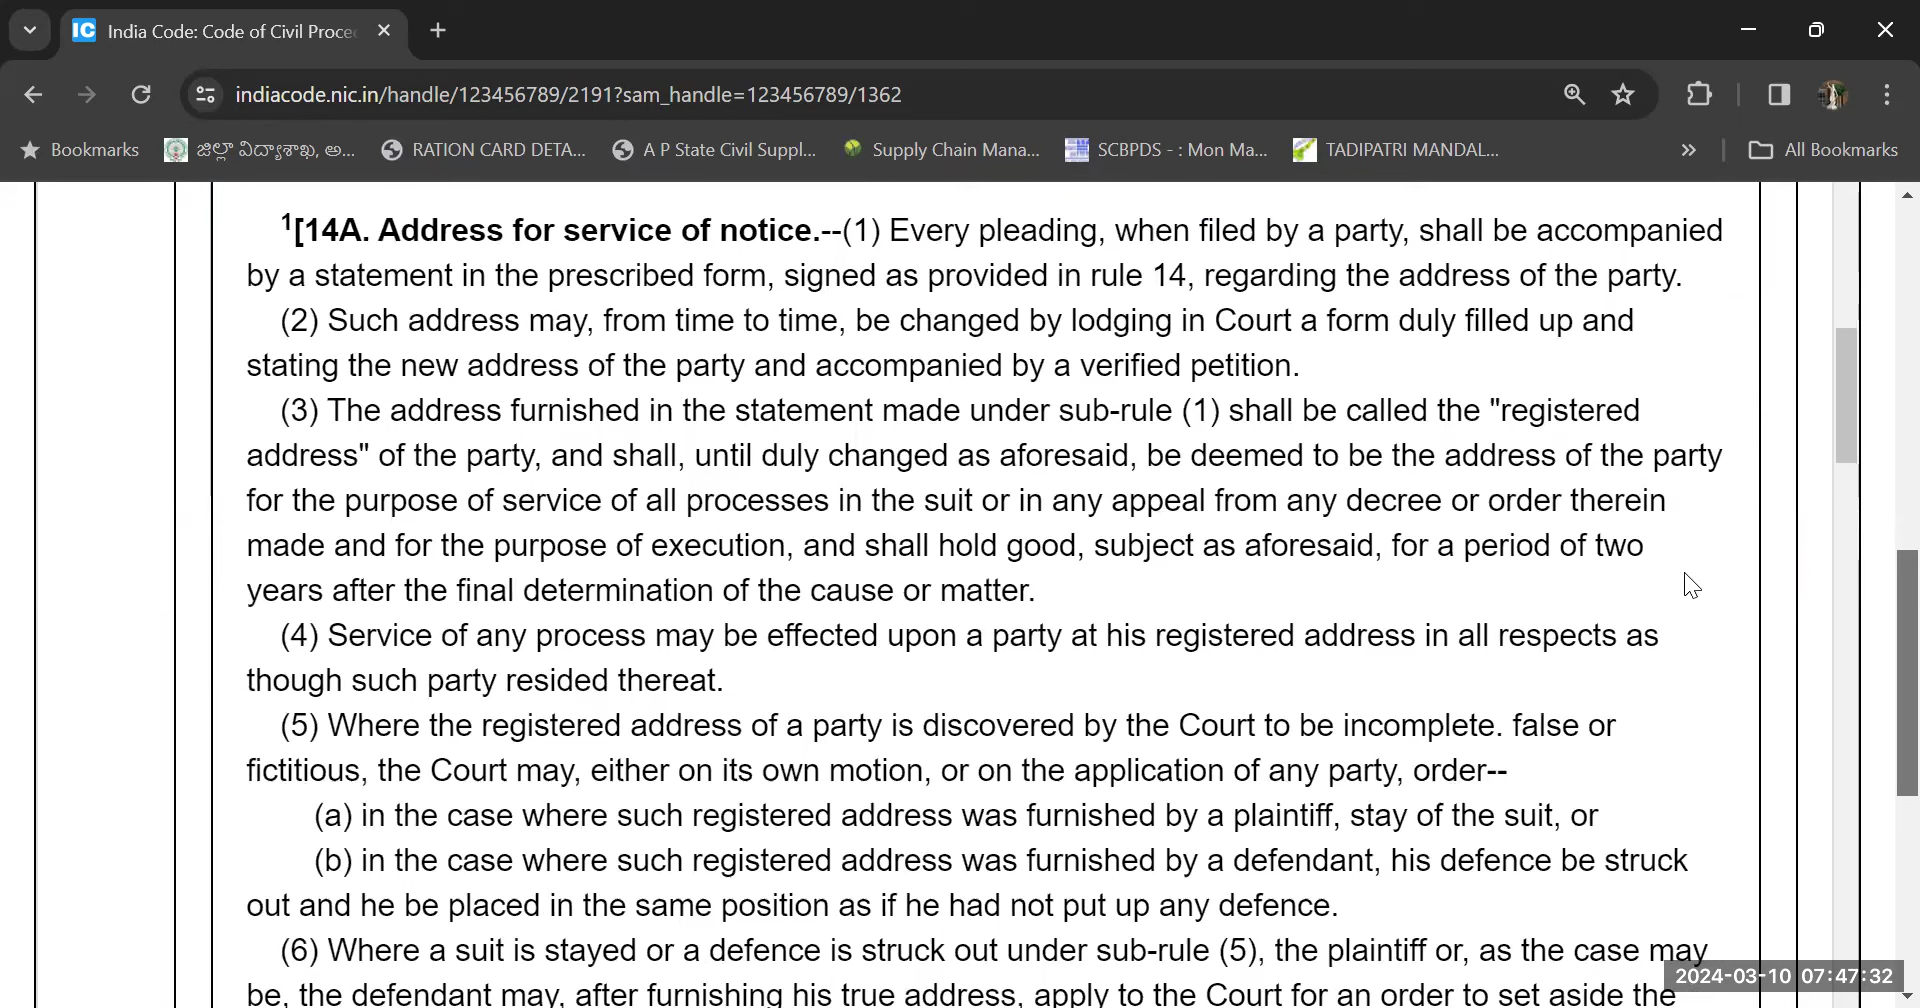 India Code: Code of Civil Proce
indiacode.nic.in/handle/123456789/2191?sam_handle=123456789/1362
Bookmarks
జిల్లా విద్యాశాఖ, అ...
RATION CARD DETA...
A P State Civil Suppl...
Supply Chain Mana...
SCBPDS - : Mon Ma...
TADIPATRI MANDAL...
»
All Bookmarks
1[14A. Address for service of notice.--(1) Every pleading, when filed by a party, shall be accompanied
by a statement in the prescribed form, signed as provided in rule 14, regarding the address of the party.
(2) Such address may, from time to time, be changed by lodging in Court a form duly filled up and
stating the new address of the party and accompanied by a verified petition.
(3) The address furnished in the statement made under sub-rule (1) shall be called the "registered
address" of the party, and shall, until duly changed as aforesaid, be deemed to be the address of the party
for the purpose of service of all processes in the suit or in any appeal from any decree or order therein
made and for the purpose of execution, and shall hold good, subject as aforesaid, for a period of two
years after the final determination of the cause or matter.
(4) Service of any process may be effected upon a party at his registered address in all respects as
though such party resided thereat.
(5) Where the registered address of a party is discovered by the Court to be incomplete. false or
fictitious, the Court may, either on its own motion, or on the application of any party, order--
(a) in the case where such registered address was furnished by a plaintiff, stay of the suit, or
(b) in the case where such registered address was furnished by a defendant, his defence be struck
out and he be placed in the same position as if he had not put up any defence.
(6) Where a suit is stayed or a defence is struck out under sub-rule (5), the plaintiff or, as the case may
be, the defendant may, after furnishing his true address, apply to the Court for an order to set aside the
2024-03-10 07:47:32